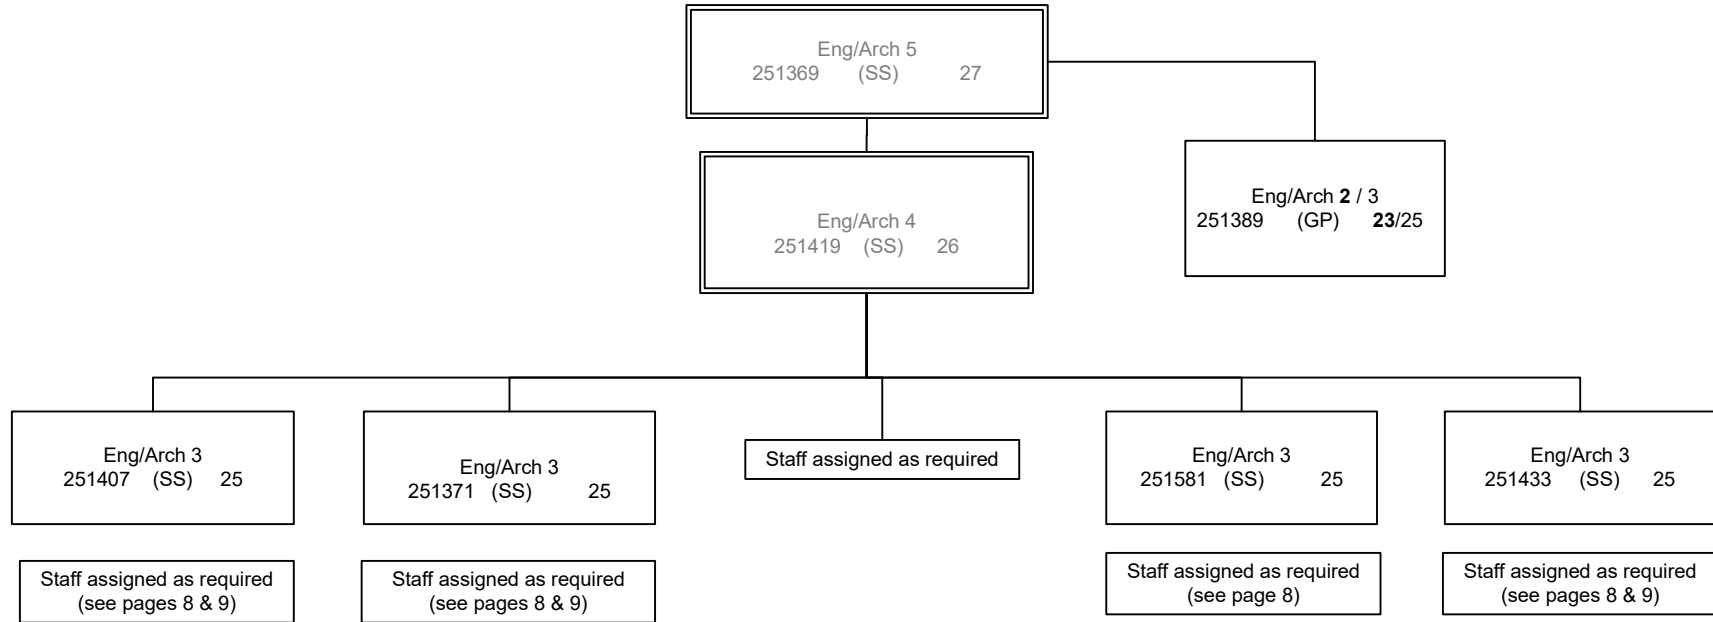 Eng/Arch 5
251369 (SS) 27
Eng/Arch 2 / 3
251389 (GP) 23/25
Eng/Arch 4
251419 (SS) 26
Eng/Arch 3
251407 (SS) 25
Eng/Arch 3
251371 (SS) 25
Staff assigned as required
Eng/Arch 3
251581 (SS) 25
Eng/Arch 3
251433 (SS) 25
Staff assigned as required
(see pages 8 & 9)
Staff assigned as required
(see pages 8 & 9)
Staff assigned as required
(see page 8)
Staff assigned as required
(see pages 8 & 9)